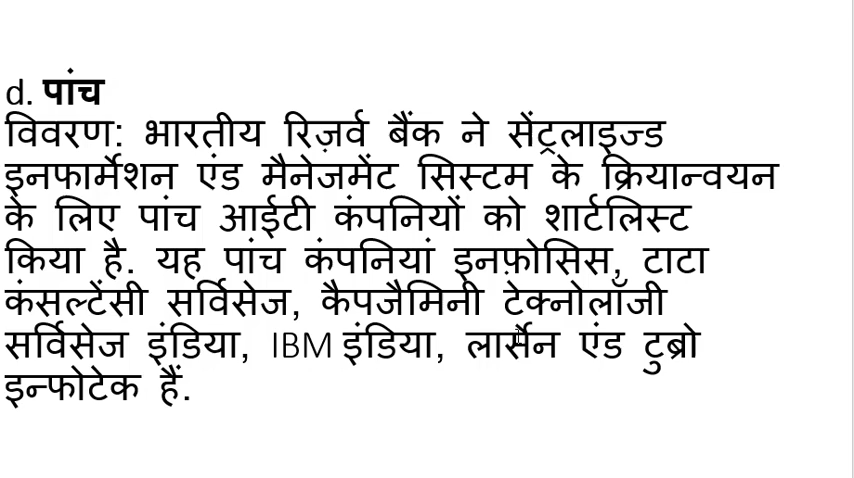 d. पांच
विवरण: भारतीय रिज़र्व बैंक ने सेंट्रलाइज्ड
इनफार्मेशन एंड मैनेजमेंट सिस्टम के क्रियान्वयन
के लिए पांच आईटी कंपनियों को शार्टलिस्ट
किया है. यह पांच कंपनियां इनफ़ोसिस, टाटा
कंसल्टेंसी सर्विसेज, कैपजैमिनी टेक्नोलॉजी
सर्विसेज इंडिया, IBM इंडिया, लार्सेन एंड टुब्रो
इन्फोटेक हैं.